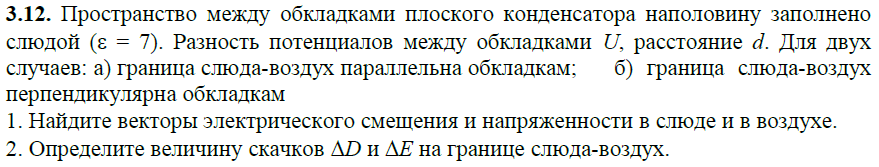 3.12. Пространство между обкладками плоского конденсатора наполовину заполнено
слюдой (ε = 7). Разность потенциалов между обкладками U, расстояние d. Для двух
случаев: а) граница слюда-воздух параллельна обкладкам; б) граница слюда-воздух
перпендикулярна обкладкам
1. Найдите векторы электрического смещения и напряженности в слюде и в воздухе.
2. Определите величину скачков ΔD и ΔE на границе слюда-воздух.